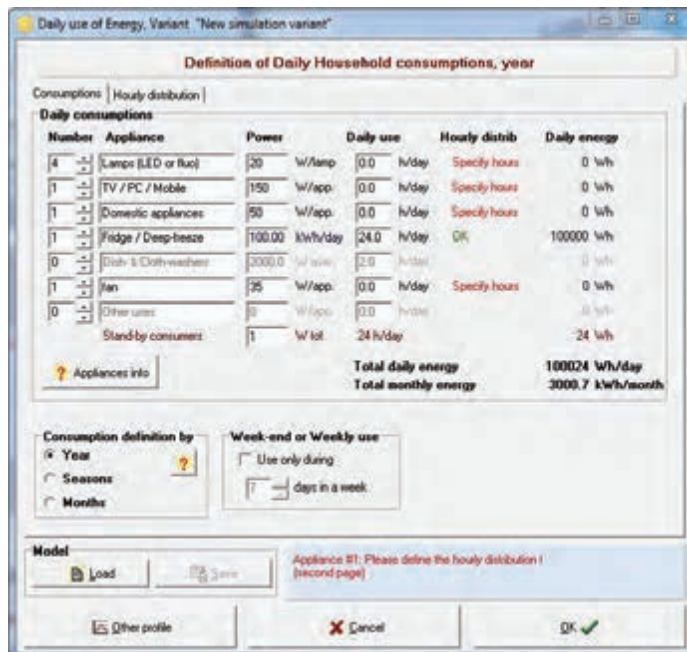 Daily use of Energy, Variant "New simulation variant"
Definition of Daily Household consumptions, year
Consumptions Hourly distribution
Daily consumptions
Number Appliance Power Daily use Hourly distrib Daily energy
4 Lamps (LED or fluo) 20 W/lamp 0.0 h/day Specify hours 0 Wh
1 TV / PC / Mobile 150 W/app. 0.0 h/day Specify hours 0 Wh
1 Domestic appliances 50 W/app. 0.0 h/day Specify hours 0 Wh
1 Fridge / Deep-freeze 100.00 kWh/day 24.0 h/day OK 100000 Wh
0 Dish- & Cloth-washers 2000.0 W aver. 2.0 h/day 0 Wh
1 fan 35 W/app. 0.0 h/day Specify hours 0 Wh
0 Other uses 0 W/app. 0.0 h/day 0 Wh
Stand-by consumers 1 W tot 24 h/day 24 Wh
? Appliances info
Total daily energy 100024 Wh/day
Total monthly energy 3000.7 kWh/month
Consumption definition by
Year
?
Seasons
Months
Week-end or Weekly use
Use only during
7 days in a week
Model
Load Save
Appliance #1: Please define the hourly distribution !
(second page)
Other profile Cancel OK